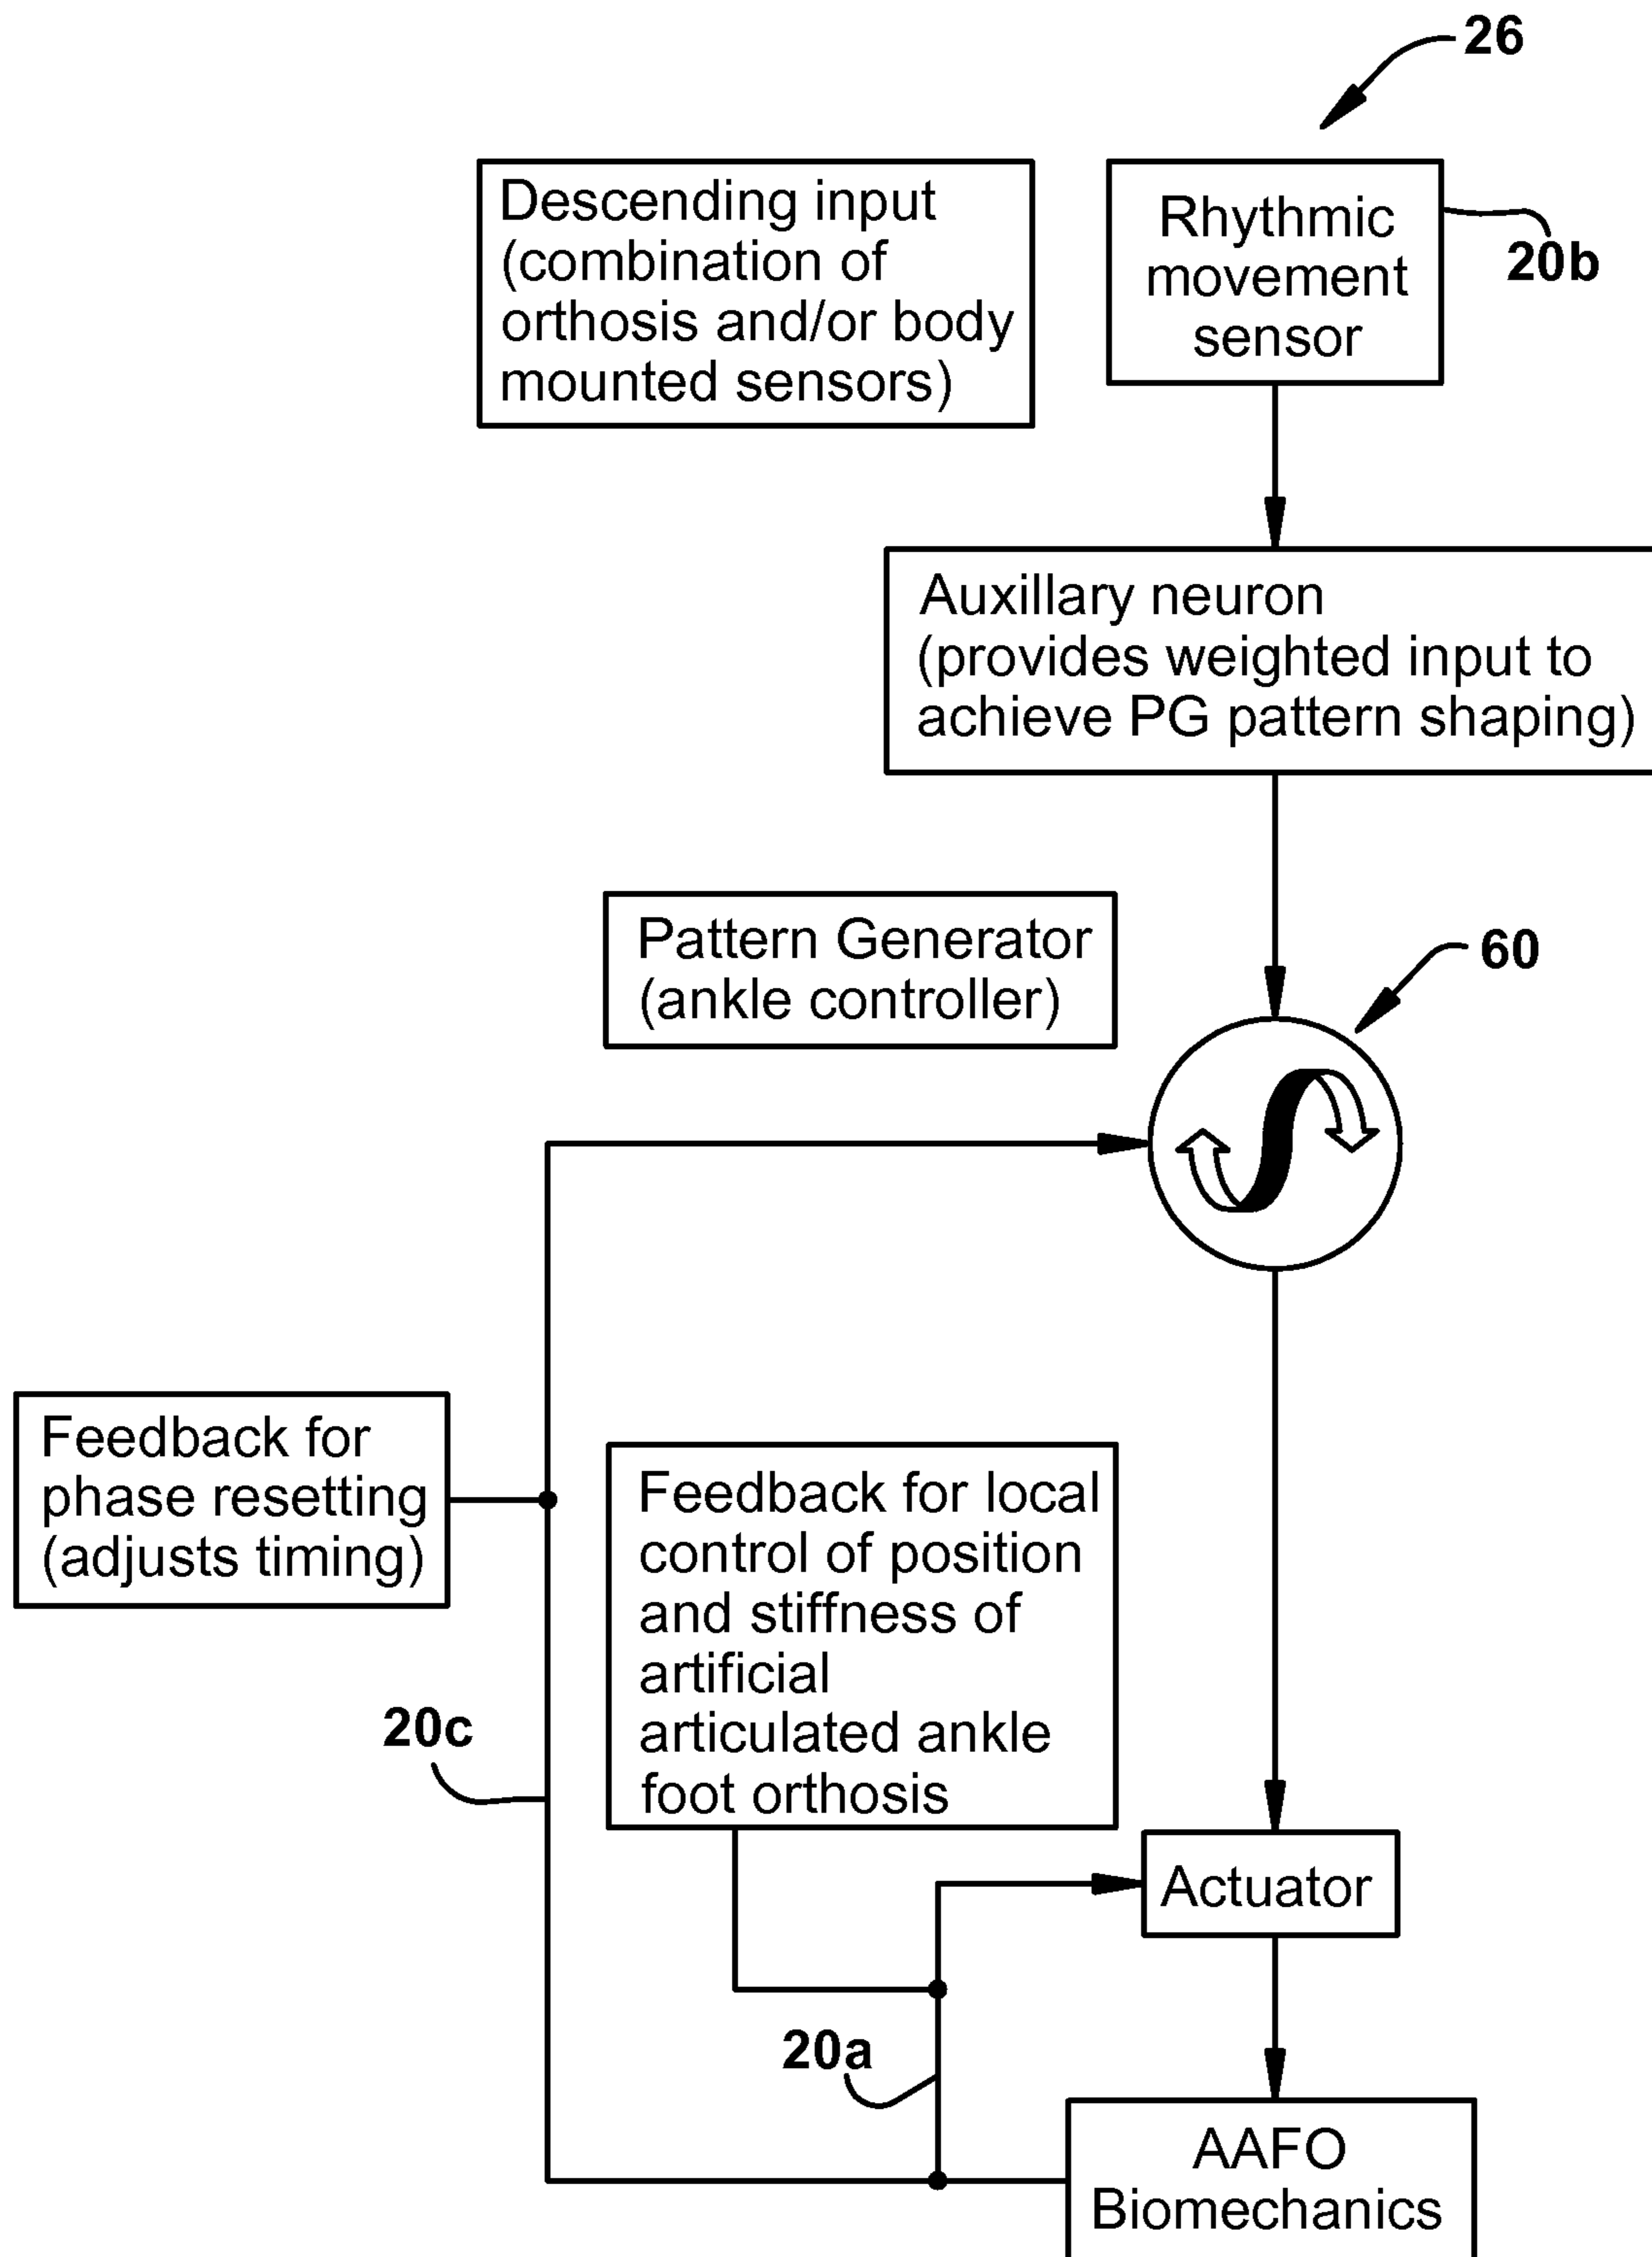 26
Descending input
(combination of
orthosis and/or body
mounted sensors)
Rhythmic
movement
sensor
20b
Auxillary neuron
(provides weighted input to
achieve PG pattern shaping)
Pattern Generator
(ankle controller)
60
Feedback for
phase resetting
(adjusts timing)
Feedback for local
control of position
and stiffness of
artificial
articulated ankle
foot orthosis
20c
Actuator
20a
AAFO
Biomechanics